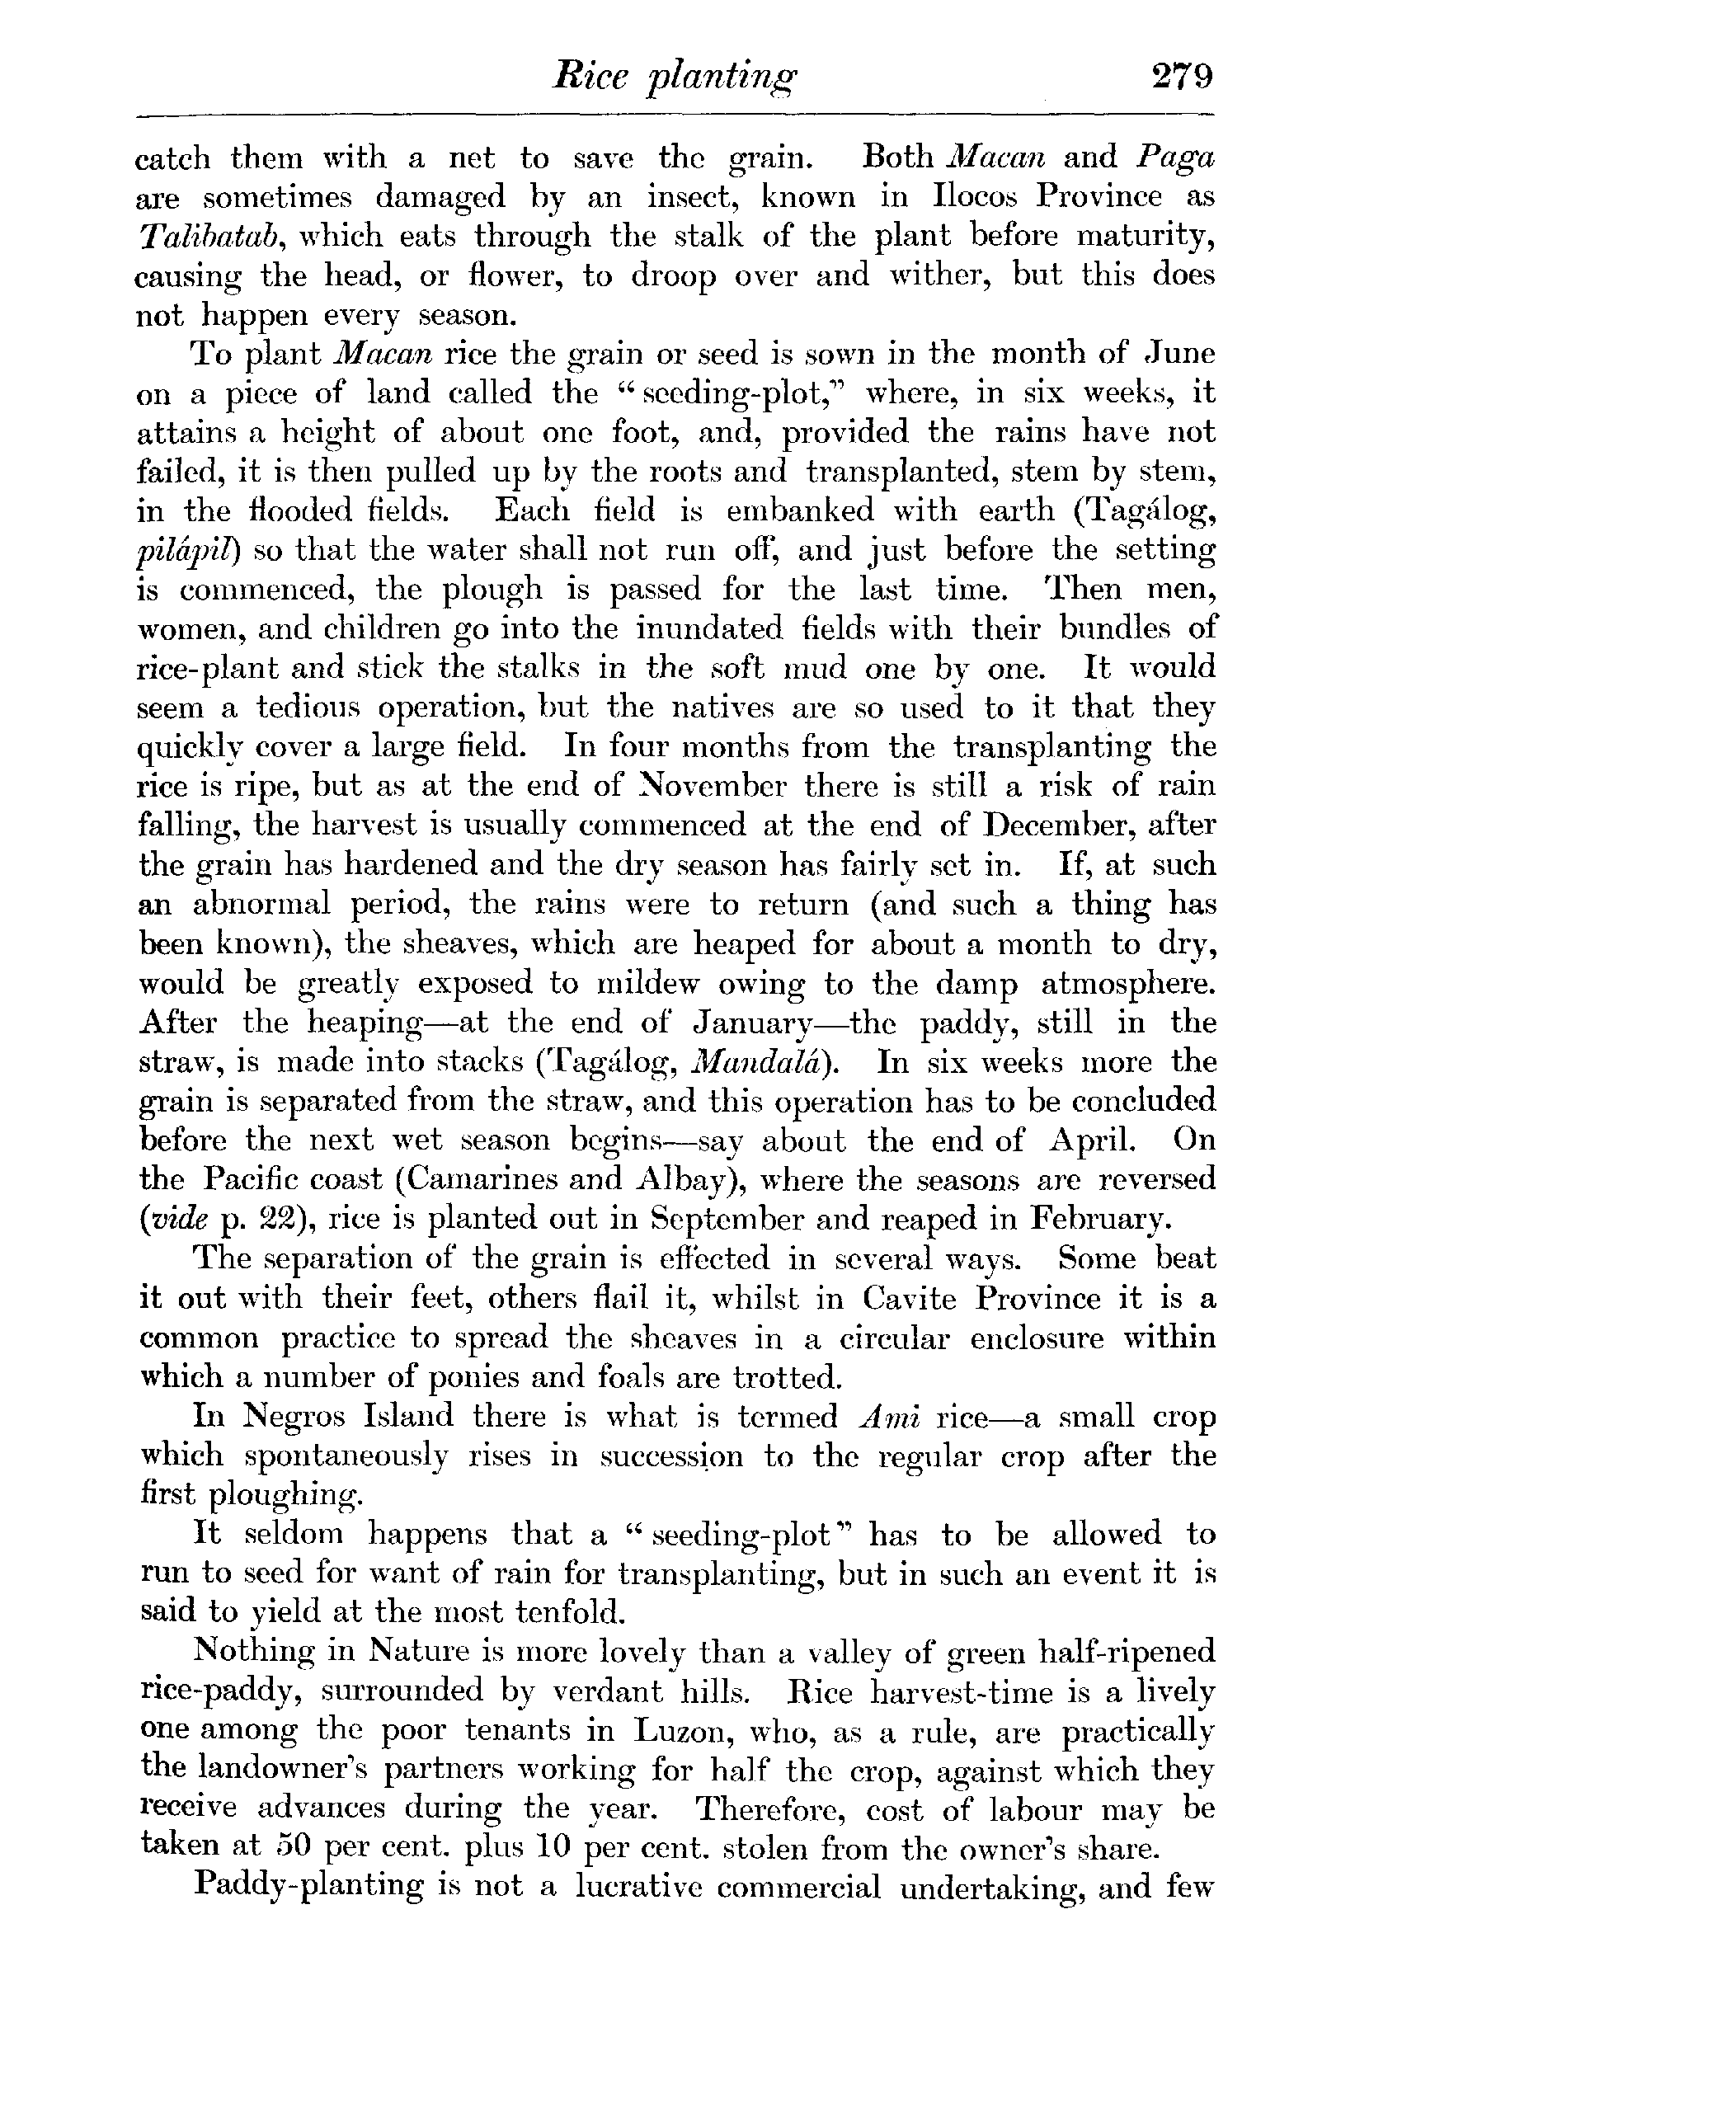 Rice planting 279
catch them with a net to save the grain. Both Macan and Paga
are sometimes damaged by an insect, known in Ilocos Province as
Talibatab, which eats through the stalk of the plant before maturity,
causing the head, or flower, to droop over and wither, but this does
not happen every season.
To plant Macan rice the grain or seed is sown in the month of June
on a piece of land called the “seeding-plot,” where, in six weeks, it
attains a height of about one foot, and, provided the rains have not
failed, it is then pulled up by the roots and transplanted, stem by stem,
in the flooded fields. Each field is embanked with earth (Tagálog,
pilápil) so that the water shall not run off, and just before the setting
is commenced, the plough is passed for the last time. Then men,
women, and children go into the inundated fields with their bundles of
rice-plant and stick the stalks in the soft mud one by one. It would
seem a tedious operation, but the natives are so used to it that they
quickly cover a large field. In four months from the transplanting the
rice is ripe, but as at the end of November there is still a risk of rain
falling, the harvest is usually commenced at the end of December, after
the grain has hardened and the dry season has fairly set in. If, at such
an abnormal period, the rains were to return (and such a thing has
been known), the sheaves, which are heaped for about a month to dry,
would be greatly exposed to mildew owing to the damp atmosphere.
After the heaping—at the end of January—the paddy, still in the
straw, is made into stacks (Tagálog, Mandalá). In six weeks more the
grain is separated from the straw, and this operation has to be concluded
before the next wet season begins—say about the end of April. On
the Pacific coast (Camarines and Albay), where the seasons are reversed
(vide p. 22), rice is planted out in September and reaped in February.
The separation of the grain is effected in several ways. Some beat
it out with their feet, others flail it, whilst in Cavite Province it is a
common practice to spread the sheaves in a circular enclosure within
which a number of ponies and foals are trotted.
In Negros Island there is what is termed Ami rice—a small crop
which spontaneously rises in succession to the regular crop after the
first ploughing.
It seldom happens that a “seeding-plot” has to be allowed to
run to seed for want of rain for transplanting, but in such an event it is
said to yield at the most tenfold.
Nothing in Nature is more lovely than a valley of green half-ripened
rice-paddy, surrounded by verdant hills. Rice harvest-time is a lively
one among the poor tenants in Luzon, who, as a rule, are practically
the landowner's partners working for half the crop, against which they
receive advances during the year. Therefore, cost of labour may be
taken at 50 per cent. plus 10 per cent. stolen from the owner's share.
Paddy-planting is not a lucrative commercial undertaking, and few